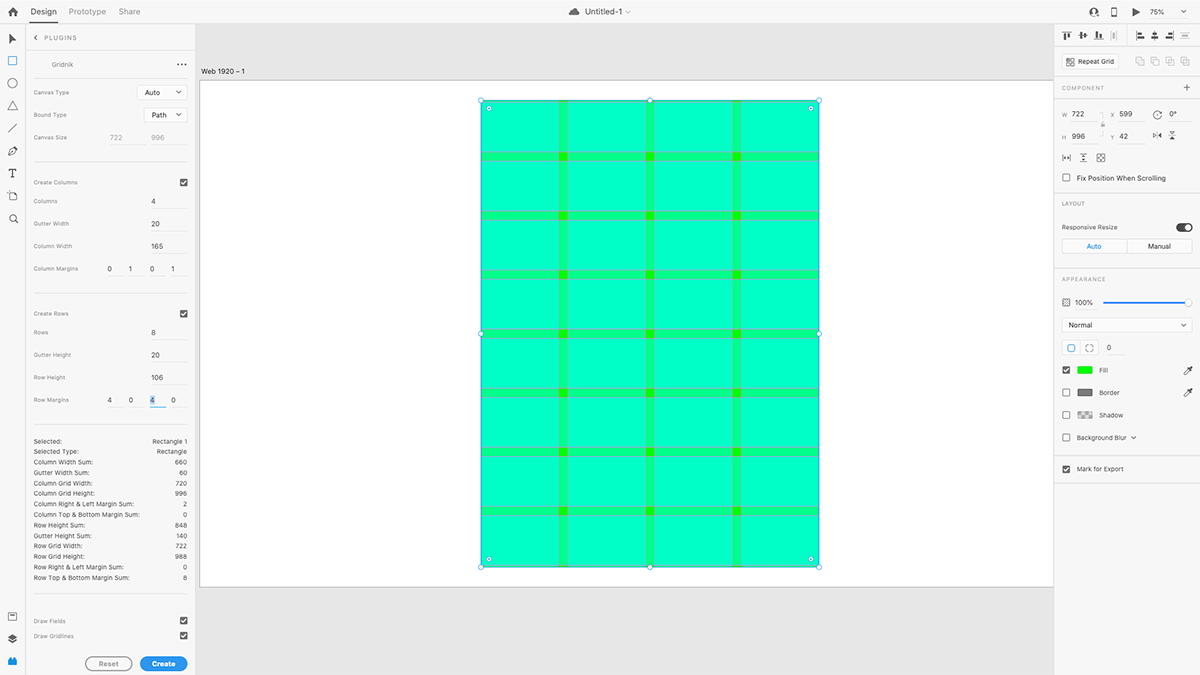 Design Prototype Share
Untitled-1
75%
PLUGINS
Gridnik
Canvas Type Auto
Bound Type Path
Canvas Size 722 996
Create Columns
Columns 4
Gutter Width 20
Column Width 165
Column Margins 0 1 0 1
Create Rows
Rows 8
Gutter Height 20
Row Height 106
Row Margins 4 0 4 0
Selected: Rectangle 1
Selected Type: Rectangle
Column Width Sum: 660
Gutter Width Sum: 60
Column Grid Width: 720
Column Grid Height: 996
Column Right & Left Margin Sum: 2
Column Top & Bottom Margin Sum: 0
Row Height Sum: 848
Gutter Height Sum: 140
Row Grid Width: 722
Row Grid Height: 988
Row Right & Left Margin Sum: 0
Row Top & Bottom Margin Sum: 8
Draw Fields
Draw Gridlines
Reset Create
Web 1920 – 1
Repeat Grid
COMPONENT
W 722 X 599 0°
H 996 Y 42
Fix Position When Scrolling
LAYOUT
Responsive Resize
Auto Manual
APPEARANCE
100%
Normal
0
Fill
Border
Shadow
Background Blur
Mark for Export